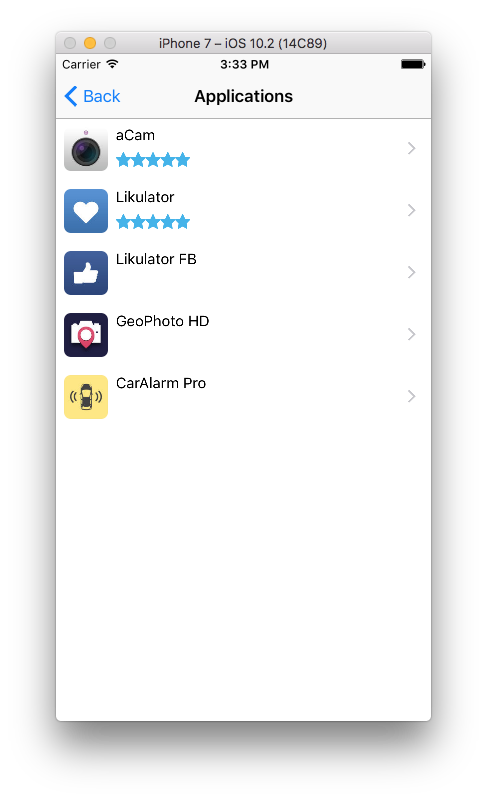 iPhone 7 – iOS 10.2 (14C89)
Carrier 3:33 PM
Back Applications
aCam
Likulator
Likulator FB
GeoPhoto HD
CarAlarm Pro